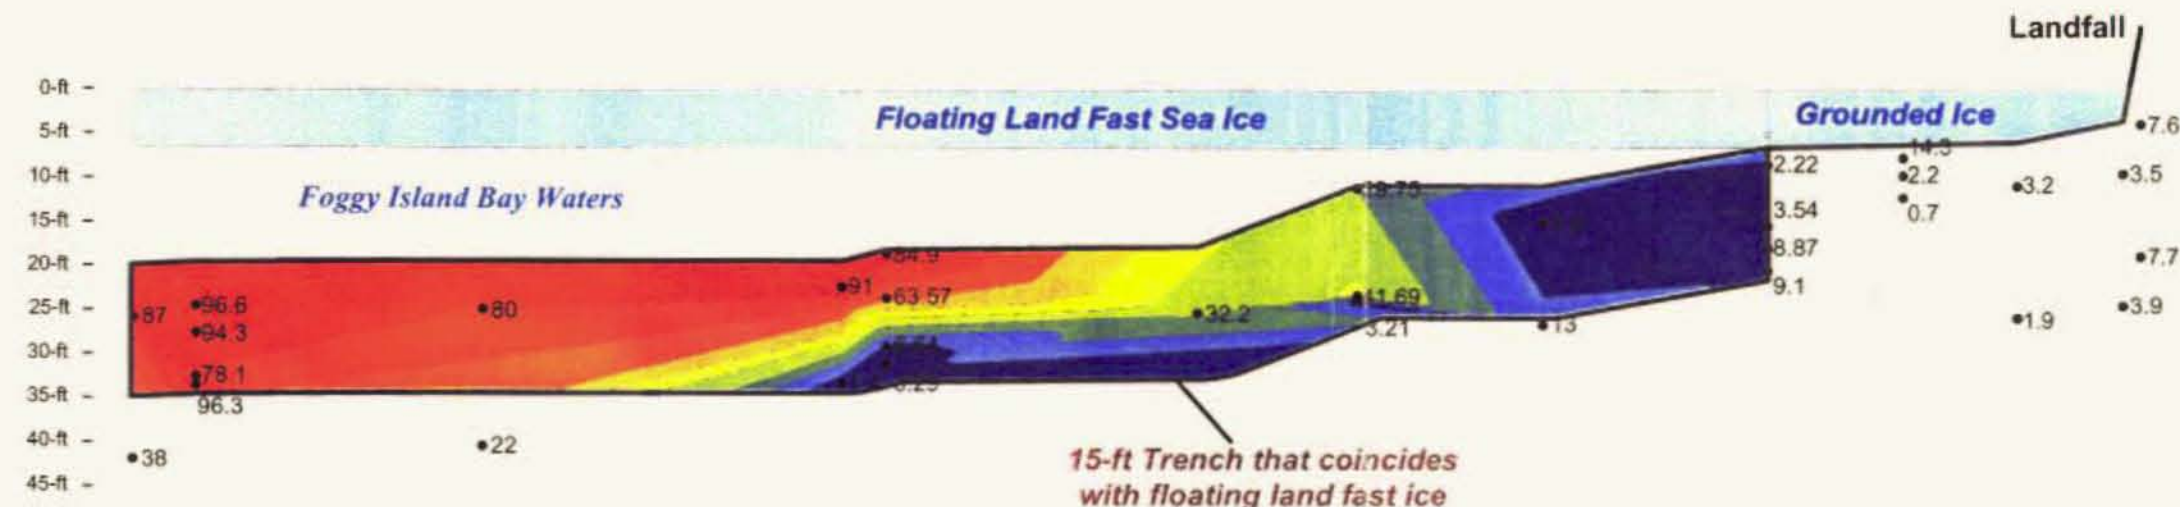 Landfall
0-ft
Floating Land Fast Sea Ice
Grounded Ice
5-ft
7.6
14.3
10-ft
2.22
2.2
3.5
Foggy Island Bay Waters
3.2
15-ft
3.54
0.7
8.87
20-ft
7.7
91
9.1
25-ft
87
96.6
80
63.57
11.69
32.2
3.9
94.3
3.21
13
1.9
30-ft
78.1
35-ft
96.3
40-ft
22
38
15-ft Trench that coincides
45-ft
with floating land fast ice